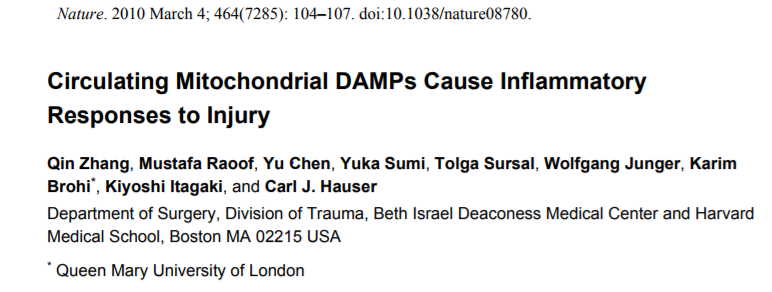 Nature. 2010 March 4; 464(7285): 104–107. doi:10.1038/nature08780.
Circulating Mitochondrial DAMPs Cause Inflammatory
Responses to Injury
Qin Zhang, Mustafa Raoof, Yu Chen, Yuka Sumi, Tolga Sursal, Wolfgang Junger, Karim
Brohi*, Kiyoshi Itagaki, and Carl J. Hauser
Department of Surgery, Division of Trauma, Beth Israel Deaconess Medical Center and Harvard
Medical School, Boston MA 02215 USA
* Queen Mary University of London